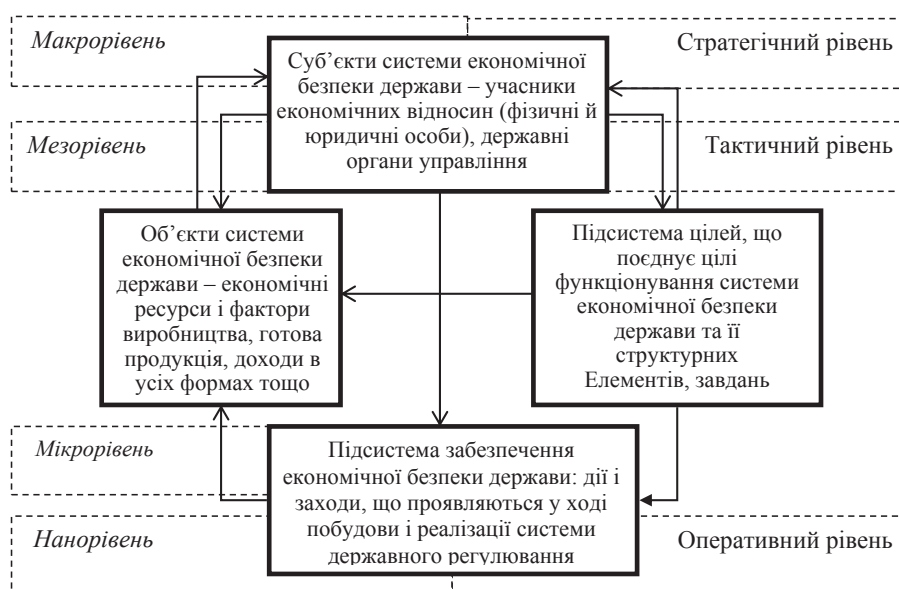 Макрорівень
Стратегічний рівень
Суб’єкти системи економічної
безпеки держави – учасники
економічних відносин (фізичні й
юридичні особи), державні
органи управління
Мезорівень
Тактичний рівень
Об’єкти системи
економічної безпеки
держави – економічні
ресурси і фактори
виробництва, готова
продукція, доходи в
усіх формах тощо
Підсистема цілей, що
поєднує цілі
функціонування системи
економічної безпеки
держави та її
структурних
Елементів, завдань
Мікрорівень
Підсистема забезпечення
економічної безпеки держави: дії і
заходи, що проявляються у ході
побудови і реалізації системи
державного регулювання
Нанорівень
Оперативний рівень